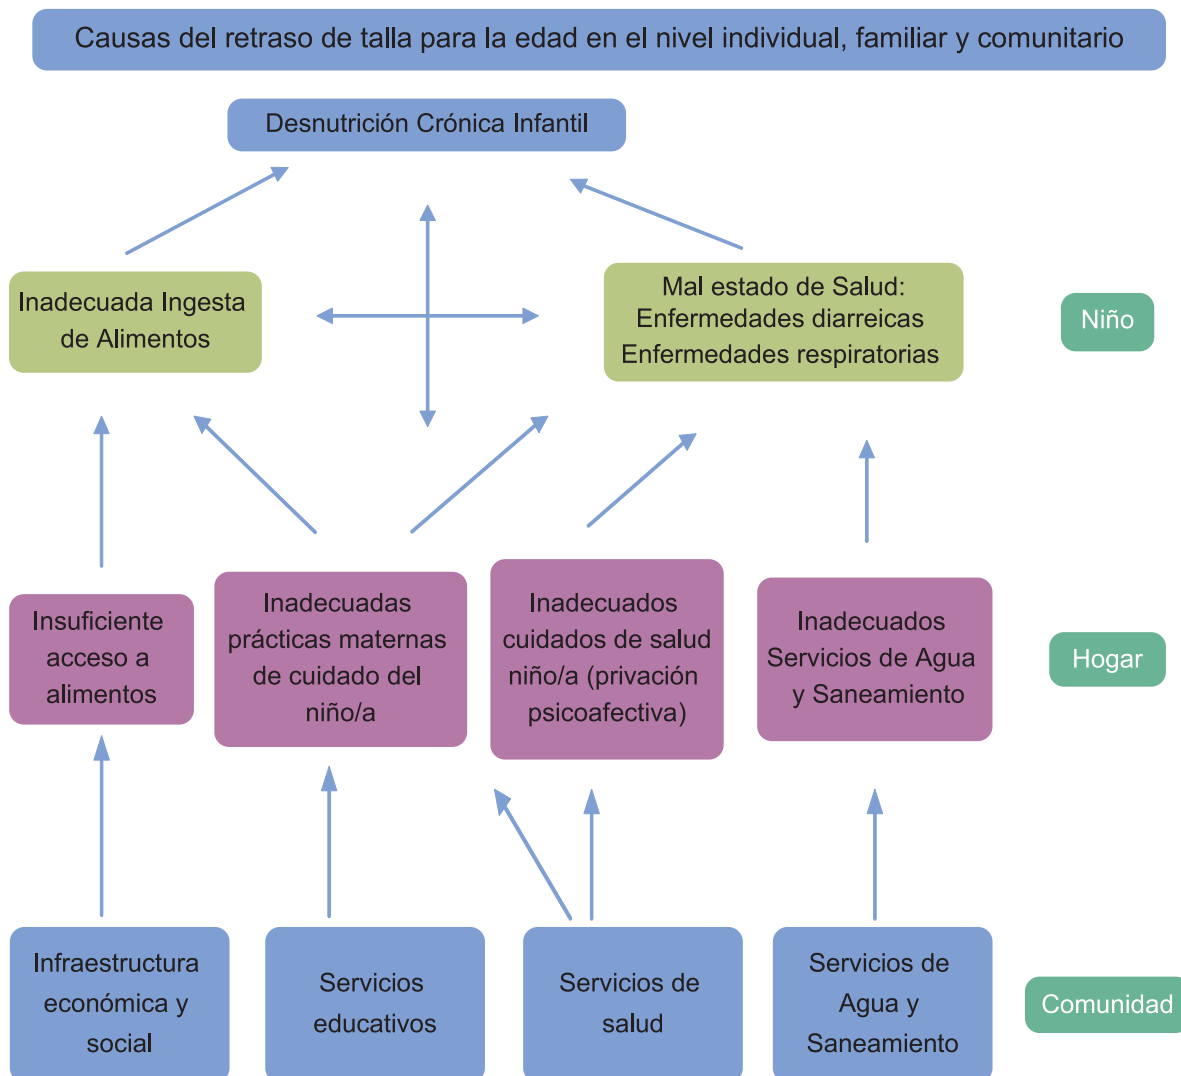 Causas del retraso de talla para la edad en el nivel individual, familiar y comunitario
Desnutrición Crónica Infantil
Inadecuada Ingesta
de Alimentos
Mal estado de Salud:
Enfermedades diarreicas
Enfermedades respiratorias
Niño
Insuficiente
acceso a
alimentos
Inadecuadas
prácticas maternas
de cuidado del
niño/a
Inadecuados
cuidados de salud
niño/a (privación
psicoafectiva)
Inadecuados
Servicios de Agua
y Saneamiento
Hogar
Infraestructura
económica y
social
Servicios
educativos
Servicios de
salud
Servicios de
Agua y
Saneamiento
Comunidad